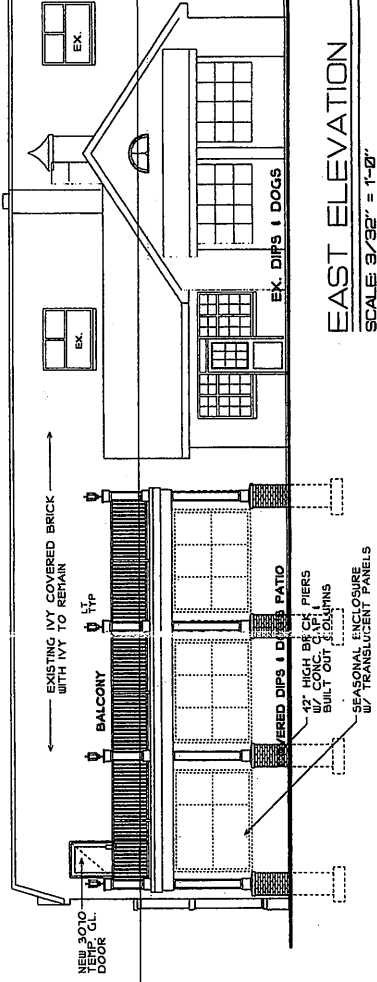 EX.
EX.
EXISTING IVY COVERED BRICK
WITH IVY TO REMAIN
LT
TYP
BALCONY
NEW 3070
TEMP. GL.
DOOR
EX. DIPS & DOGS
COVERED DIPS & DOGS PATIO
42" HIGH BRICK PIERS
W/ CONC. CAP &
BUILT OUT COLUMNS
SEASONAL ENCLOSURE
W/ TRANSLUCENT PANELS
EAST ELEVATION
SCALE: 3/32" = 1'-0"